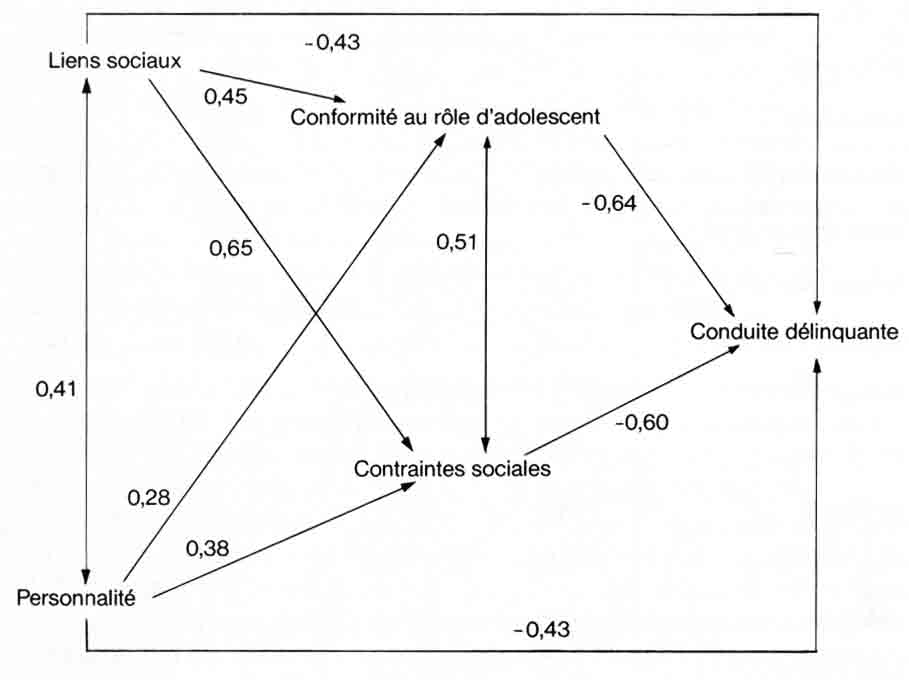 -0,43
Liens sociaux
0,45
Conformité au rôle d'adolescent
-0,64
0,65
0,51
Conduite délinquante
0,41
-0,60
Contraintes sociales
0,28
0,38
Personnalité
-0,43